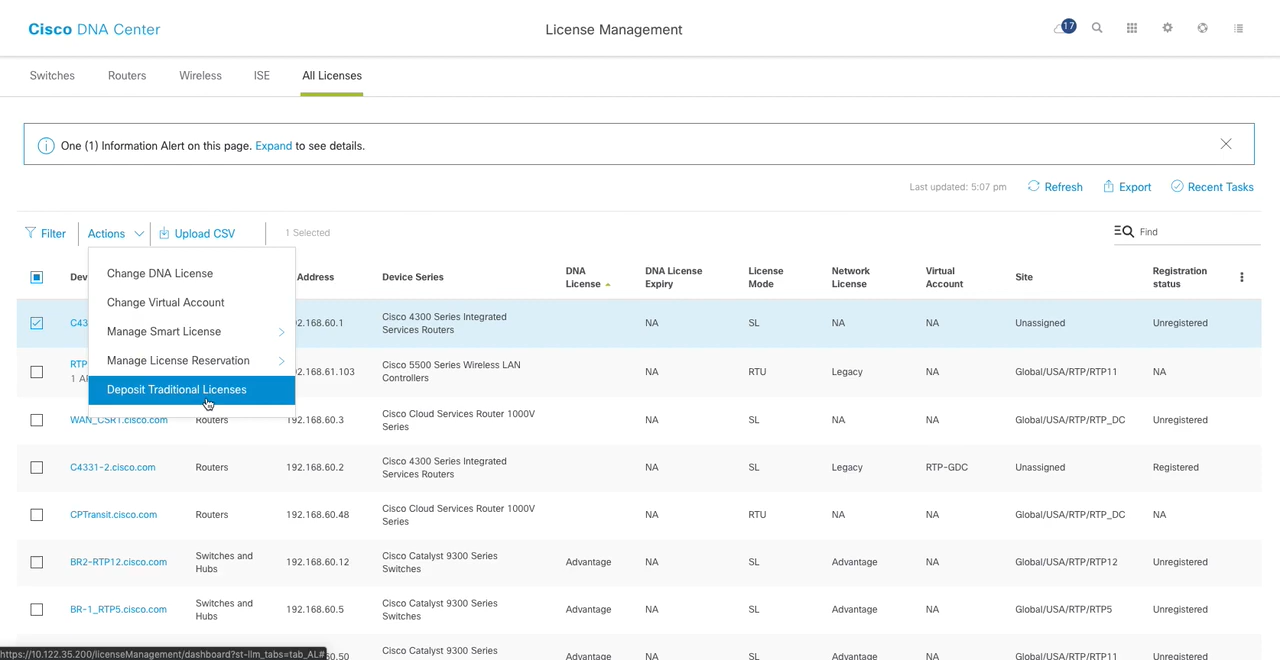 Cisco DNA Center
License Management
17
Switches
Routers
Wireless
ISE
All Licenses
One (1) Information Alert on this page. Expand to see details.
Last updated: 5:07 pm
Refresh
Export
Recent Tasks
Filter
Actions
Upload CSV
1 Selected
Find
Change DNA License
Change Virtual Account
Manage Smart License
Manage License Reservation
Deposit Traditional Licenses
Address
Device Series
DNA
License
DNA License
Expiry
License
Mode
Network
License
Virtual
Account
Site
Registration
status
Cisco 4300 Series Integrated
Services Routers
NA
SL
NA
NA
Unassigned
Unregistered
RTP
1
Cisco 5500 Series Wireless LAN
Controllers
NA
RTU
Legacy
NA
Global/USA/RTP/RTP11
NA
WAN_CSR1.cisco.com
Routers
192.168.60.3
Cisco Cloud Services Router 1000V
Series
NA
SL
NA
NA
Global/USA/RTP/RTP_DC
Unregistered
C4331-2.cisco.com
Routers
192.168.60.2
Cisco 4300 Series Integrated
Services Routers
NA
SL
Legacy
RTP-GDC
Unassigned
Registered
CPTransit.cisco.com
Routers
192.168.60.48
Cisco Cloud Services Router 1000V
Series
NA
RTU
NA
NA
Global/USA/RTP/RTP_DC
NA
BR2-RTP12.cisco.com
Switches and
Hubs
192.168.60.12
Cisco Catalyst 9300 Series
Switches
Advantage
NA
SL
Advantage
NA
Global/USA/RTP/RTP12
Unregistered
BR-1_RTP5.cisco.com
Switches and
Hubs
192.168.60.5
Cisco Catalyst 9300 Series
Switches
Advantage
NA
SL
Advantage
NA
Global/USA/RTP/RTP5
Unregistered
Cisco Catalyst 9300 Series
Advantage
NA
SL
Advantage
NA
Global/USA/RTP/RTP11
Unregistered
https://10.122.35.200/licenseManagement/dashboard?st-llm_tabs=tab_AL#